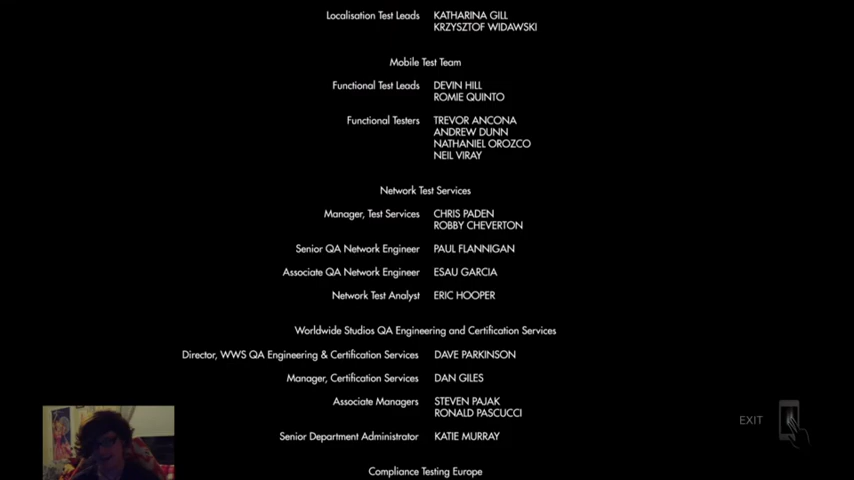 Localisation Test Leads KATHARINA GILL
KRZYSZTOF WIDAWSKI
Mobile Test Team
Functional Test Leads DEVIN HILL
ROMIE QUINTO
Functional Testers TREVOR ANCONA
ANDREW DUNN
NATHANIEL OROZCO
NEIL VIRAY
Network Test Services
Manager, Test Services CHRIS PADEN
ROBBY CHEVERTON
Senior QA Network Engineer PAUL FLANNIGAN
Associate QA Network Engineer ESAU GARCIA
Network Test Analyst ERIC HOOPER
Worldwide Studios QA Engineering and Certification Services
Director, WWS QA Engineering & Certification Services DAVE PARKINSON
Manager, Certification Services DAN GILES
Associate Managers STEVEN PAJAK
RONALD PASCUCCI
EXIT
Senior Department Administrator KATIE MURRAY
Compliance Testing Europe